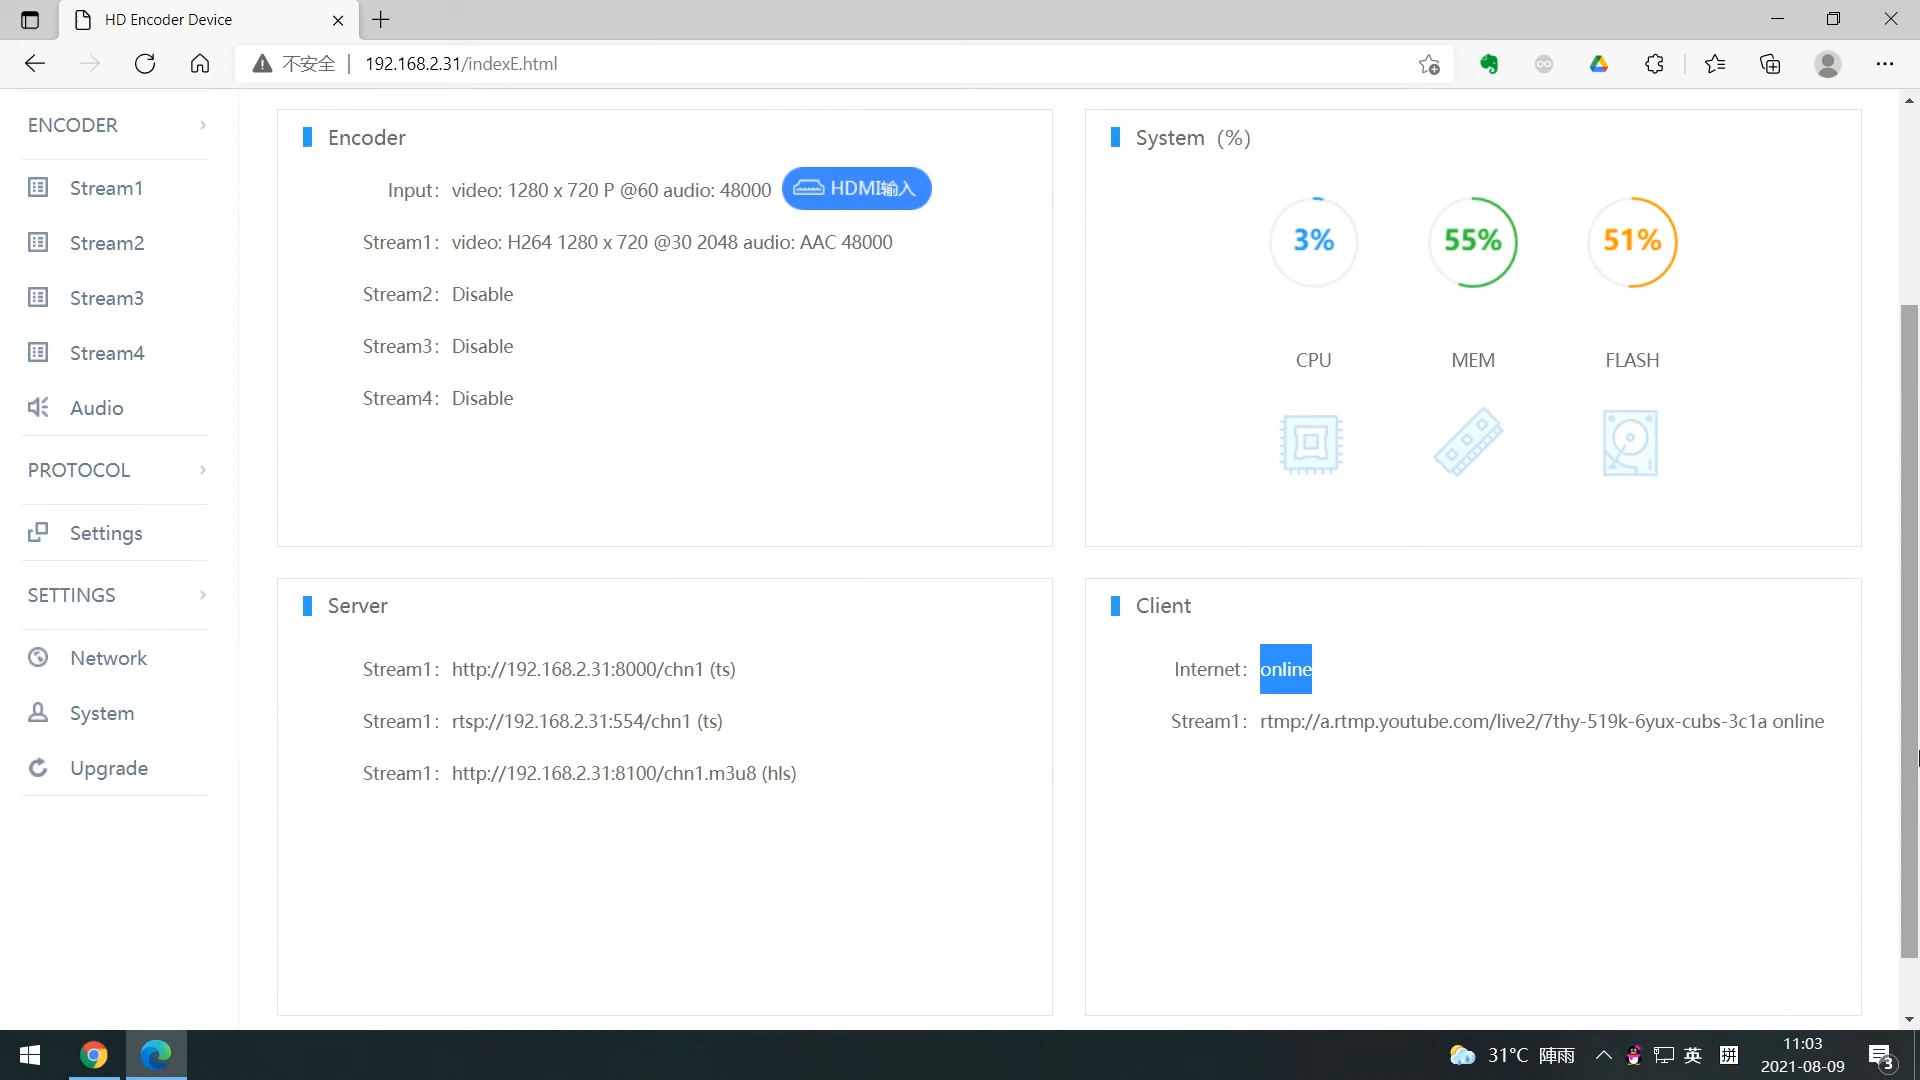 HD Encoder Device
不安全 | 192.168.2.31/indexE.html
ENCODER
Stream1
Stream2
Stream3
Stream4
Audio
PROTOCOL
Settings
SETTINGS
Network
System
Upgrade
Encoder
Input: video: 1280 x 720 P @60 audio: 48000 HDMI输入
Stream1: video: H264 1280 x 720 @30 2048 audio: AAC 48000
Stream2: Disable
Stream3: Disable
Stream4: Disable
System (%)
3% 55% 51%
CPU MEM FLASH
Server
Stream1: http://192.168.2.31:8000/chn1 (ts)
Stream1: rtsp://192.168.2.31:554/chn1 (ts)
Stream1: http://192.168.2.31:8100/chn1.m3u8 (hls)
Client
Internet: online
Stream1: rtmp://a.rtmp.youtube.com/live2/7thy-519k-6yux-cubs-3c1a online
31°C 陣雨 英 拼 11:03
2021-08-09
3